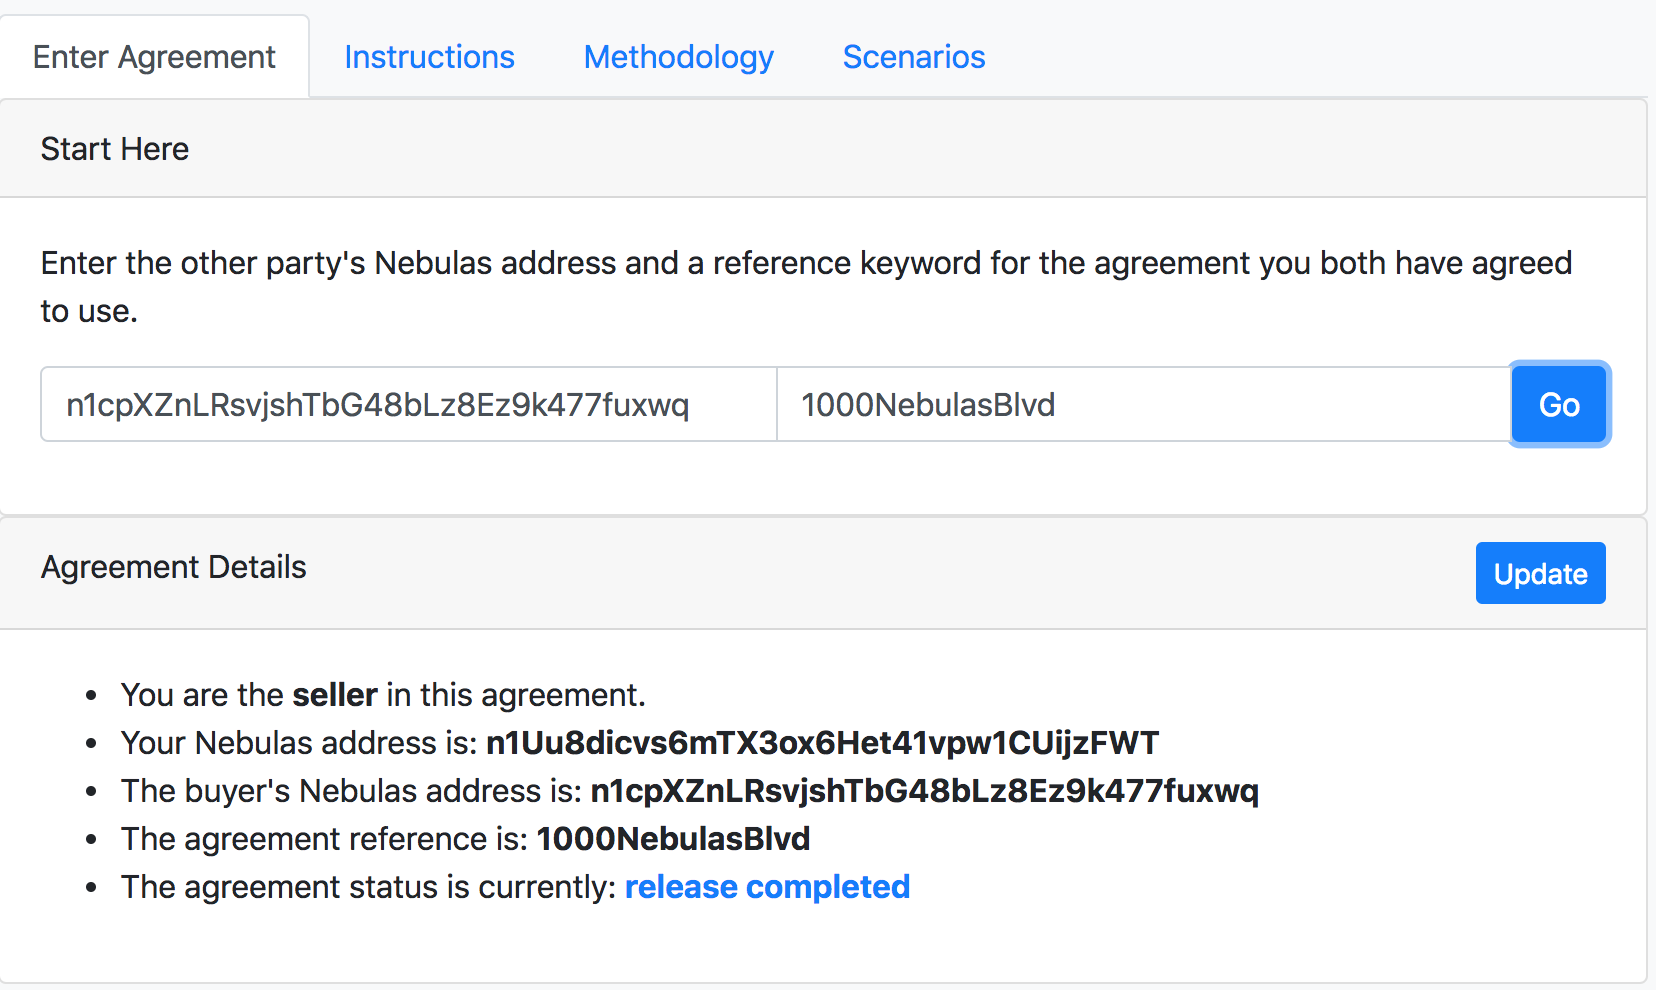 Enter Agreement Instructions Methodology Scenarios
Start Here
Enter the other party's Nebulas address and a reference keyword for the agreement you both have agreed
to use.
n1cpXZnLRsvjshTbG48bLz8Ez9k477fuxwq 1000NebulasBlvd Go
Agreement Details Update
• You are the seller in this agreement.
• Your Nebulas address is: n1Uu8dicvs6mTX3ox6Het41vpw1CUijzFWT
• The buyer's Nebulas address is: n1cpXZnLRsvjshTbG48bLz8Ez9k477fuxwq
• The agreement reference is: 1000NebulasBlvd
• The agreement status is currently: release completed